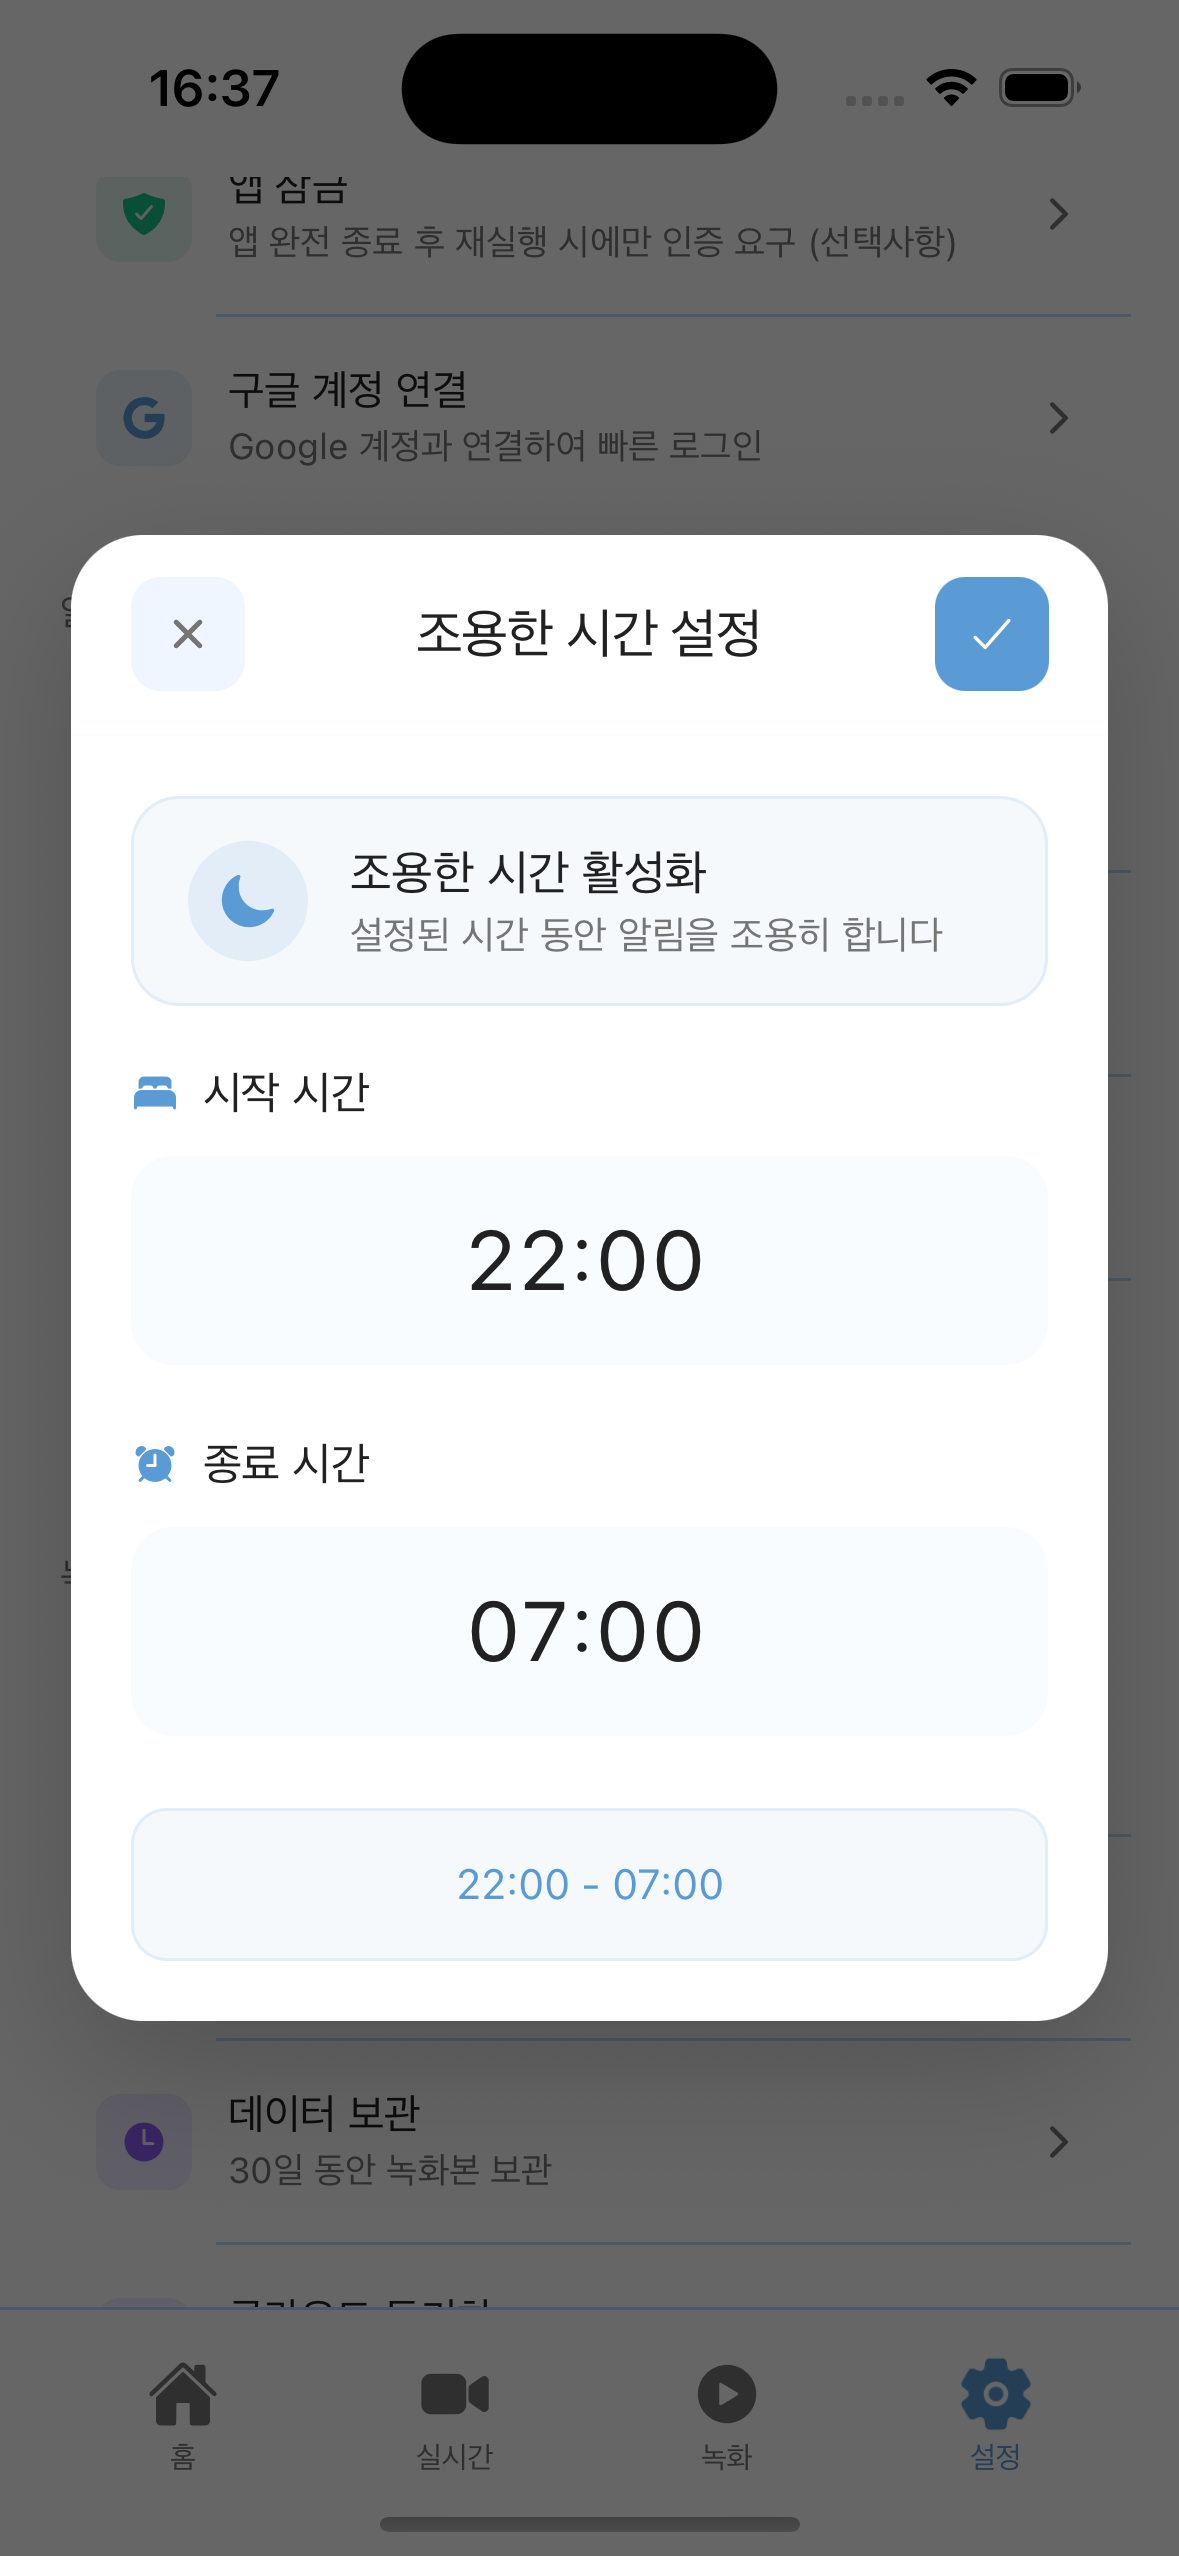 16:37
앱 잠금
앱 완전 종료 후 재실행 시에만 인증 요구 (선택사항)
구글 계정 연결
Google 계정과 연결하여 빠른 로그인
조용한 시간 설정
조용한 시간 활성화
설정된 시간 동안 알림을 조용히 합니다
시작 시간
22:00
종료 시간
07:00
22:00 - 07:00
데이터 보관
30일 동안 녹화본 보관
홈
실시간
녹화
설정